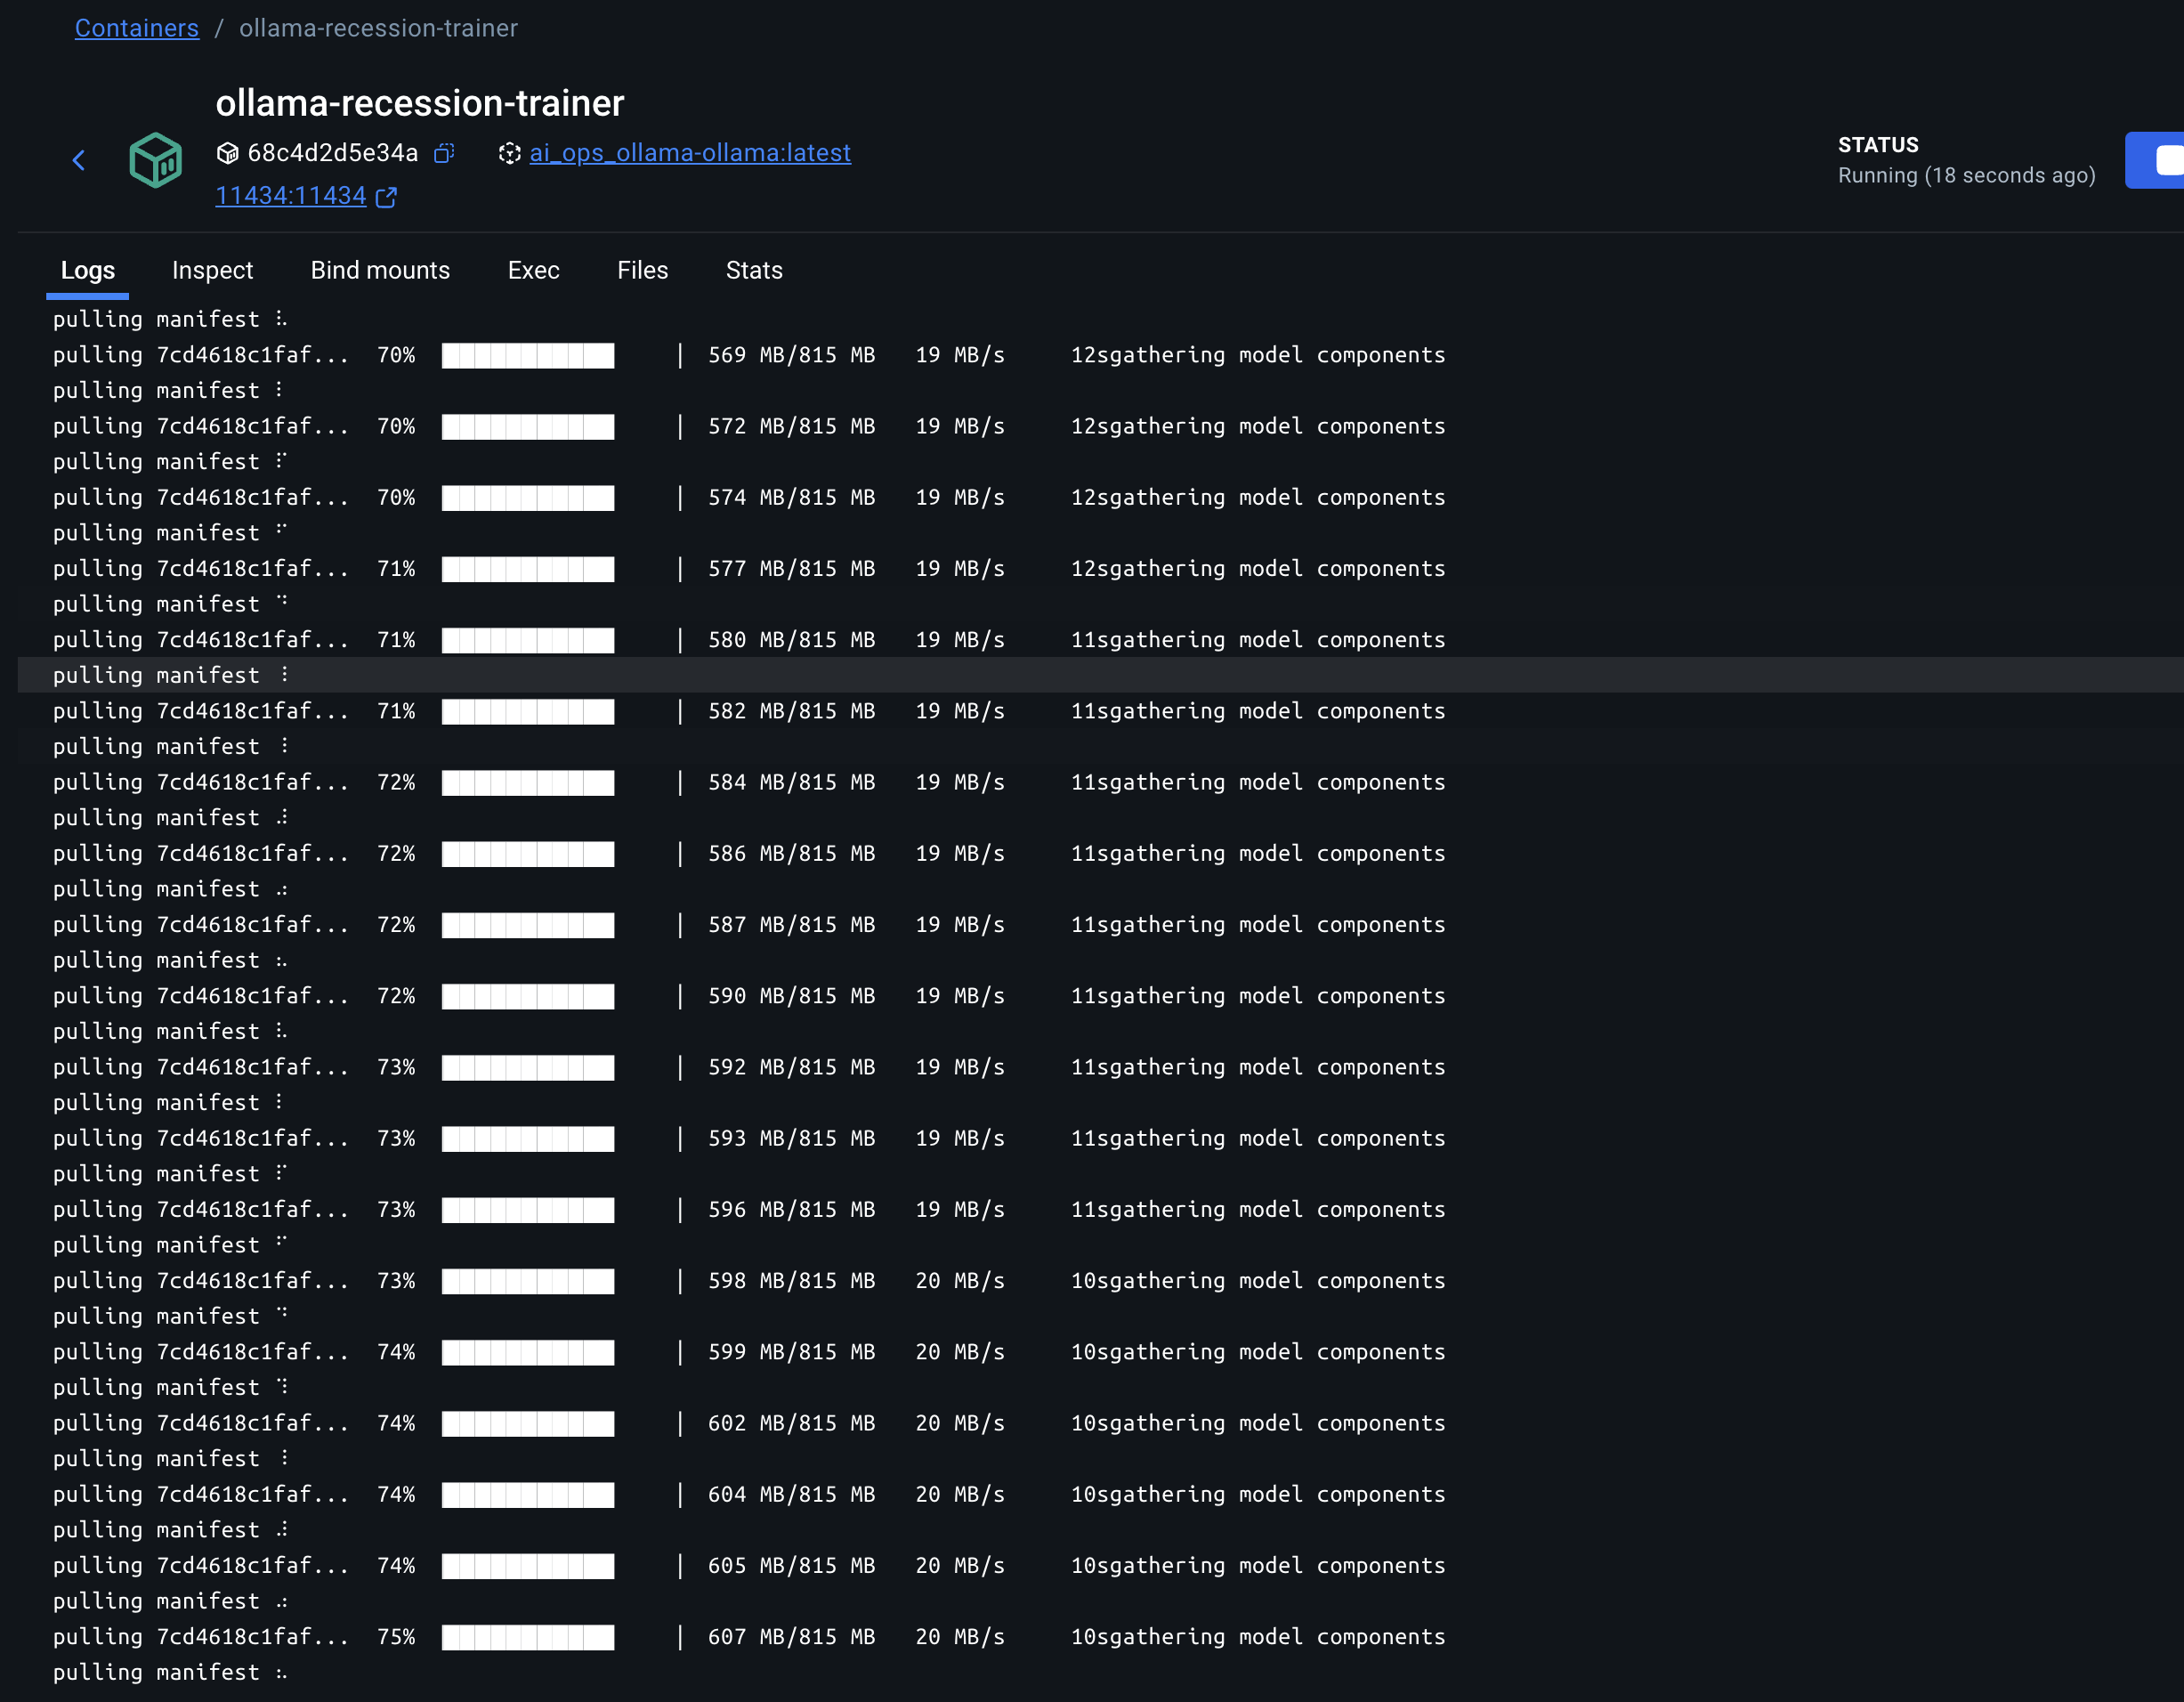 Containers / ollama-recession-trainer
ollama-recession-trainer
68c4d2d5e34a ai_ops_ollama-ollama:latest
11434:11434
STATUS
Running (18 seconds ago)
Logs Inspect Bind mounts Exec Files Stats
pulling manifest ⠧
pulling 7cd4618c1faf... 70% ▕███████████ ▏ 569 MB/815 MB 19 MB/s 12sgathering model components
pulling manifest ⠇
pulling 7cd4618c1faf... 70% ▕███████████ ▏ 572 MB/815 MB 19 MB/s 12sgathering model components
pulling manifest ⠏
pulling 7cd4618c1faf... 70% ▕███████████ ▏ 574 MB/815 MB 19 MB/s 12sgathering model components
pulling manifest ⠋
pulling 7cd4618c1faf... 71% ▕███████████ ▏ 577 MB/815 MB 19 MB/s 12sgathering model components
pulling manifest ⠙
pulling 7cd4618c1faf... 71% ▕███████████ ▏ 580 MB/815 MB 19 MB/s 11sgathering model components
pulling manifest ⠸
pulling 7cd4618c1faf... 71% ▕███████████ ▏ 582 MB/815 MB 19 MB/s 11sgathering model components
pulling manifest ⠸
pulling 7cd4618c1faf... 72% ▕███████████ ▏ 584 MB/815 MB 19 MB/s 11sgathering model components
pulling manifest ⠼
pulling 7cd4618c1faf... 72% ▕███████████ ▏ 586 MB/815 MB 19 MB/s 11sgathering model components
pulling manifest ⠴
pulling 7cd4618c1faf... 72% ▕███████████ ▏ 587 MB/815 MB 19 MB/s 11sgathering model components
pulling manifest ⠦
pulling 7cd4618c1faf... 72% ▕███████████ ▏ 590 MB/815 MB 19 MB/s 11sgathering model components
pulling manifest ⠧
pulling 7cd4618c1faf... 73% ▕███████████ ▏ 592 MB/815 MB 19 MB/s 11sgathering model components
pulling manifest ⠇
pulling 7cd4618c1faf... 73% ▕███████████ ▏ 593 MB/815 MB 19 MB/s 11sgathering model components
pulling manifest ⠏
pulling 7cd4618c1faf... 73% ▕███████████ ▏ 596 MB/815 MB 19 MB/s 11sgathering model components
pulling manifest ⠋
pulling 7cd4618c1faf... 73% ▕███████████ ▏ 598 MB/815 MB 20 MB/s 10sgathering model components
pulling manifest ⠙
pulling 7cd4618c1faf... 74% ▕███████████ ▏ 599 MB/815 MB 20 MB/s 10sgathering model components
pulling manifest ⠹
pulling 7cd4618c1faf... 74% ▕███████████ ▏ 602 MB/815 MB 20 MB/s 10sgathering model components
pulling manifest ⠸
pulling 7cd4618c1faf... 74% ▕███████████ ▏ 604 MB/815 MB 20 MB/s 10sgathering model components
pulling manifest ⠼
pulling 7cd4618c1faf... 74% ▕███████████ ▏ 605 MB/815 MB 20 MB/s 10sgathering model components
pulling manifest ⠴
pulling 7cd4618c1faf... 75% ▕███████████ ▏ 607 MB/815 MB 20 MB/s 10sgathering model components
pulling manifest ⠦